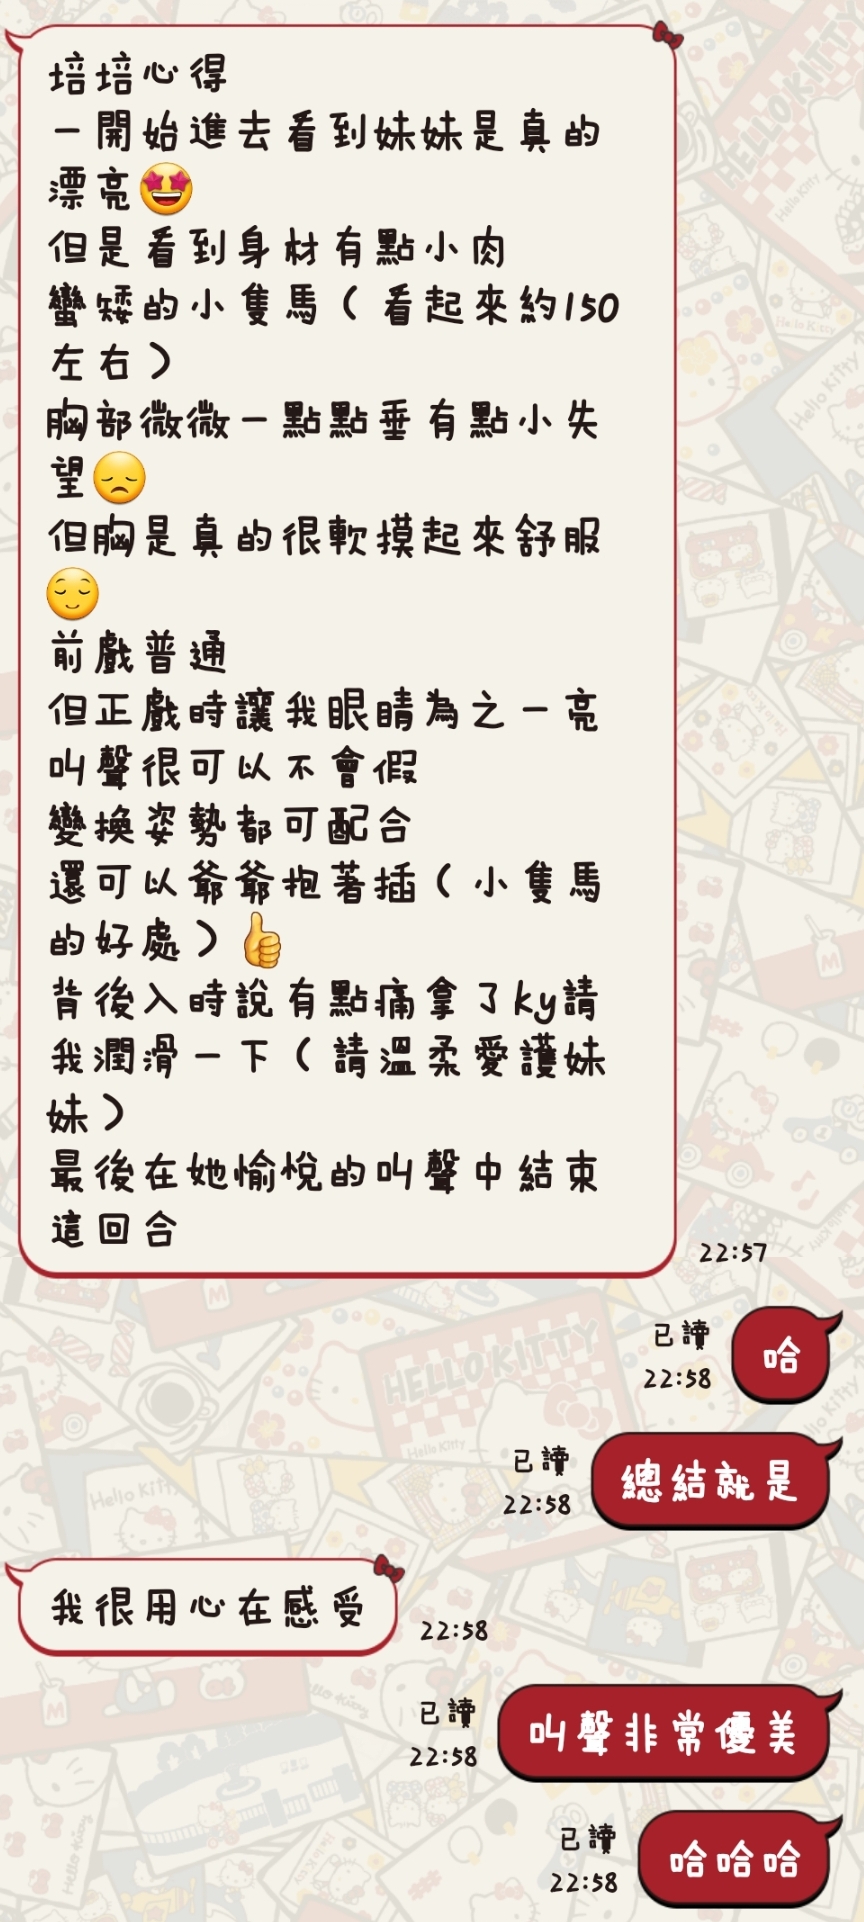 培培心得
一開始進去看到妹妹是真的
漂亮🤩
但是看到身材有點小肉
蠻矮的小隻馬（看起來約150
左右）
胸部微微一點點垂有點小失
望😞
但胸是真的很軟摸起來舒服
😌
前戲普通
但正戲時讓我眼睛為之一亮
叫聲很可以不會假
變換姿勢都可配合
還可以爺爺抱著插（小隻馬
的好處）👍
背後入時說有點痛拿了ky請
我潤滑一下（請溫柔愛護妹
妹）
最後在她愉悅的叫聲中結束
這回合
22:57
已讀
22:58
哈
已讀
22:58
總結就是
我很用心在感受
22:58
已讀
22:58
叫聲非常優美
已讀
22:58
哈哈哈
HELLO KITTY
Hello Kitty